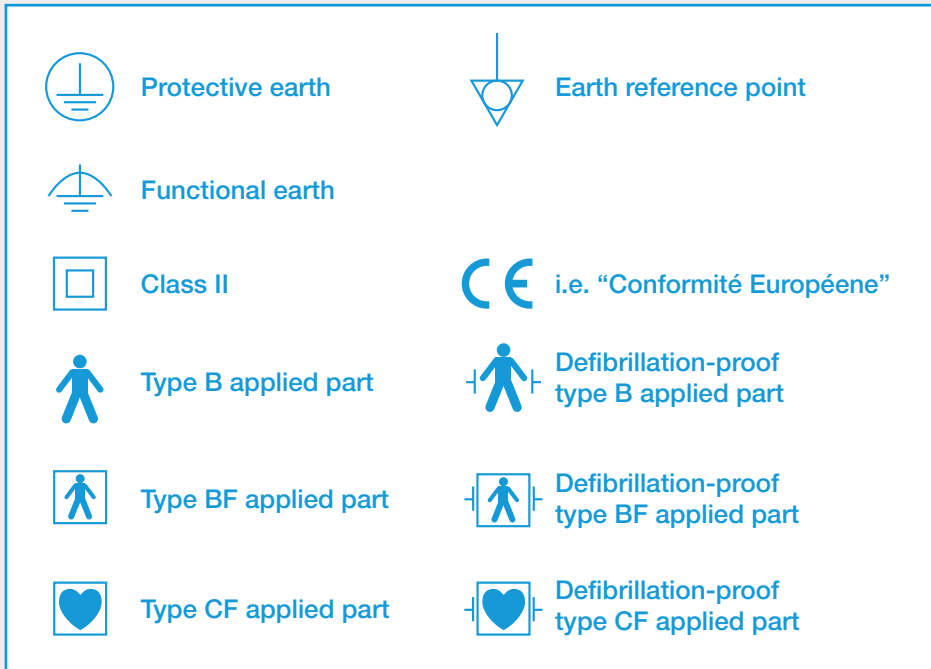 Protective earth
Earth reference point
Functional earth
Class II
CE i.e. “Conformité Européene”
Type B applied part
Defibrillation-proof
type B applied part
Type BF applied part
Defibrillation-proof
type BF applied part
Type CF applied part
Defibrillation-proof
type CF applied part